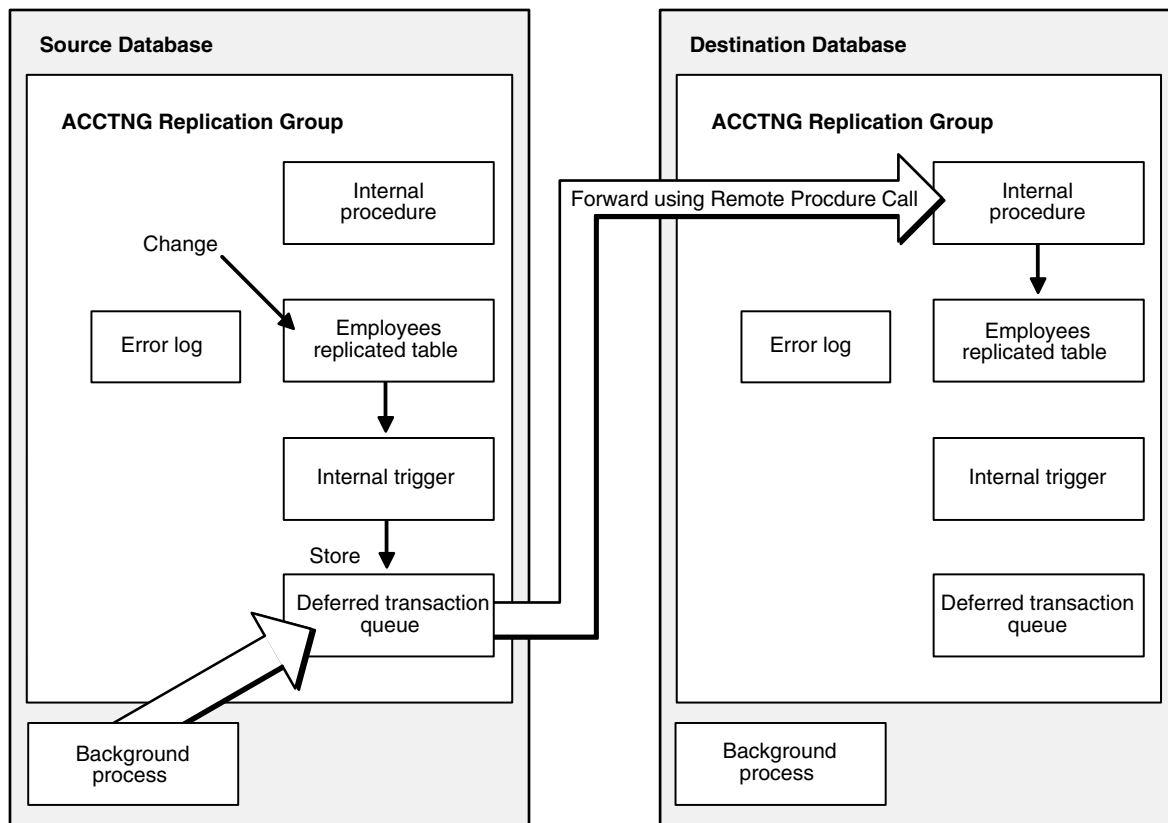 Source Database
ACCTNG Replication Group
Internal
procedure
Change
Error log
Employees
replicated table
Internal trigger
Store
Deferred transaction
queue
Background
process
Forward using Remote Procdure Call
Destination Database
ACCTNG Replication Group
Internal
procedure
Error log
Employees
replicated table
Internal trigger
Deferred transaction
queue
Background
process